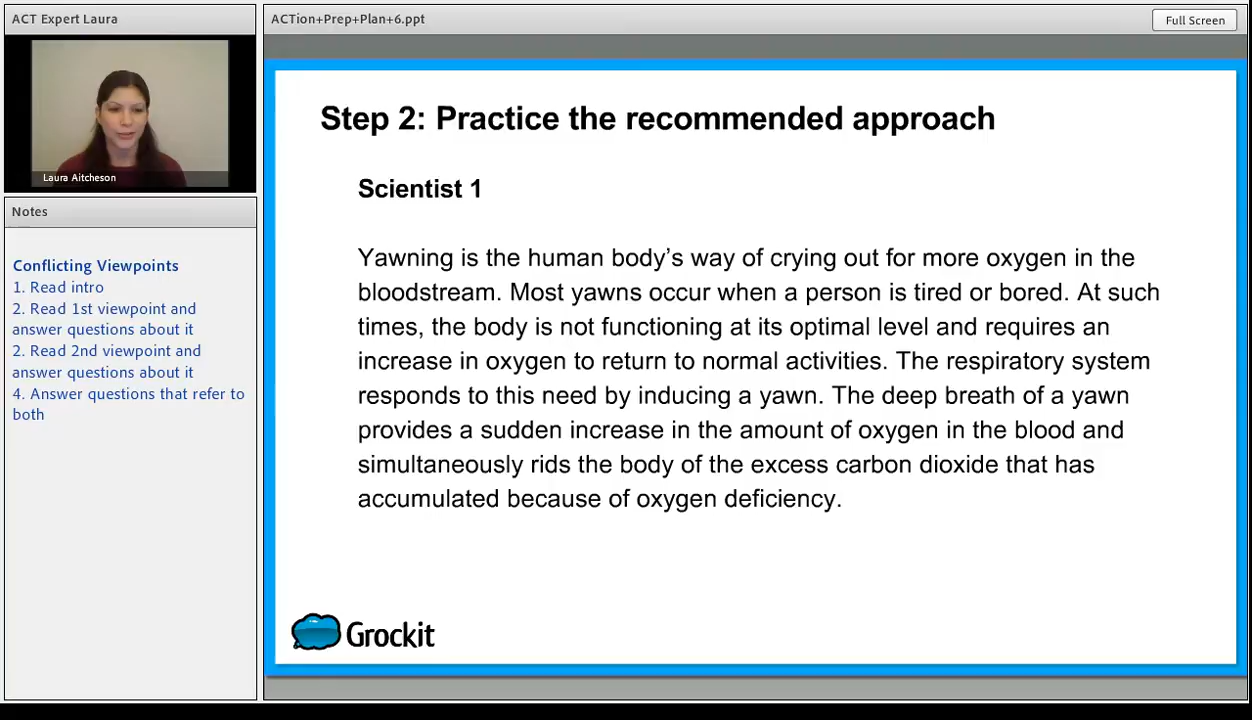 ACT Expert Laura
Laura Aitcheson
Notes
Conflicting Viewpoints
1. Read intro
2. Read 1st viewpoint and
answer questions about it
2. Read 2nd viewpoint and
answer questions about it
4. Answer questions that refer to
both
ACTion+Prep+Plan+6.ppt
Full Screen
Step 2: Practice the recommended approach
Scientist 1
Yawning is the human body's way of crying out for more oxygen in the
bloodstream. Most yawns occur when a person is tired or bored. At such
times, the body is not functioning at its optimal level and requires an
increase in oxygen to return to normal activities. The respiratory system
responds to this need by inducing a yawn. The deep breath of a yawn
provides a sudden increase in the amount of oxygen in the blood and
simultaneously rids the body of the excess carbon dioxide that has
accumulated because of oxygen deficiency.
Grockit